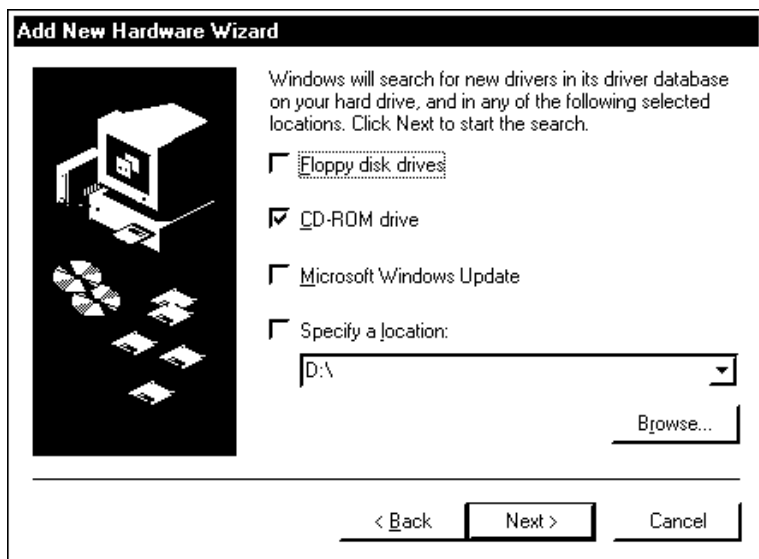 Add New Hardware Wizard
Windows will search for new drivers in its driver database
on your hard drive, and in any of the following selected
locations. Click Next to start the search.
Floppy disk drives
CD-ROM drive
Microsoft Windows Update
Specify a location:
D:\
Browse...
< Back Next > Cancel